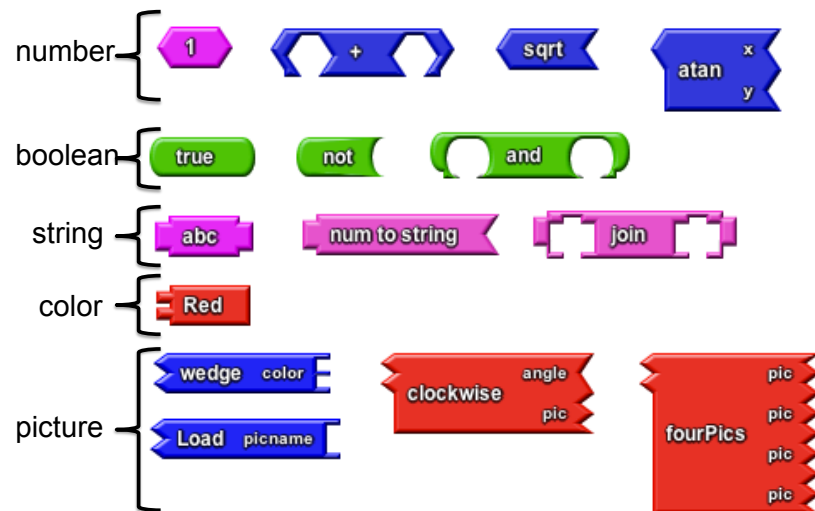 number
1
+
sqrt
atan
x
y
boolean
true
not
and
string
abc
num to string
join
color
Red
picture
wedge color
clockwise
angle
pic
Load picname
fourPics
pic
pic
pic
pic